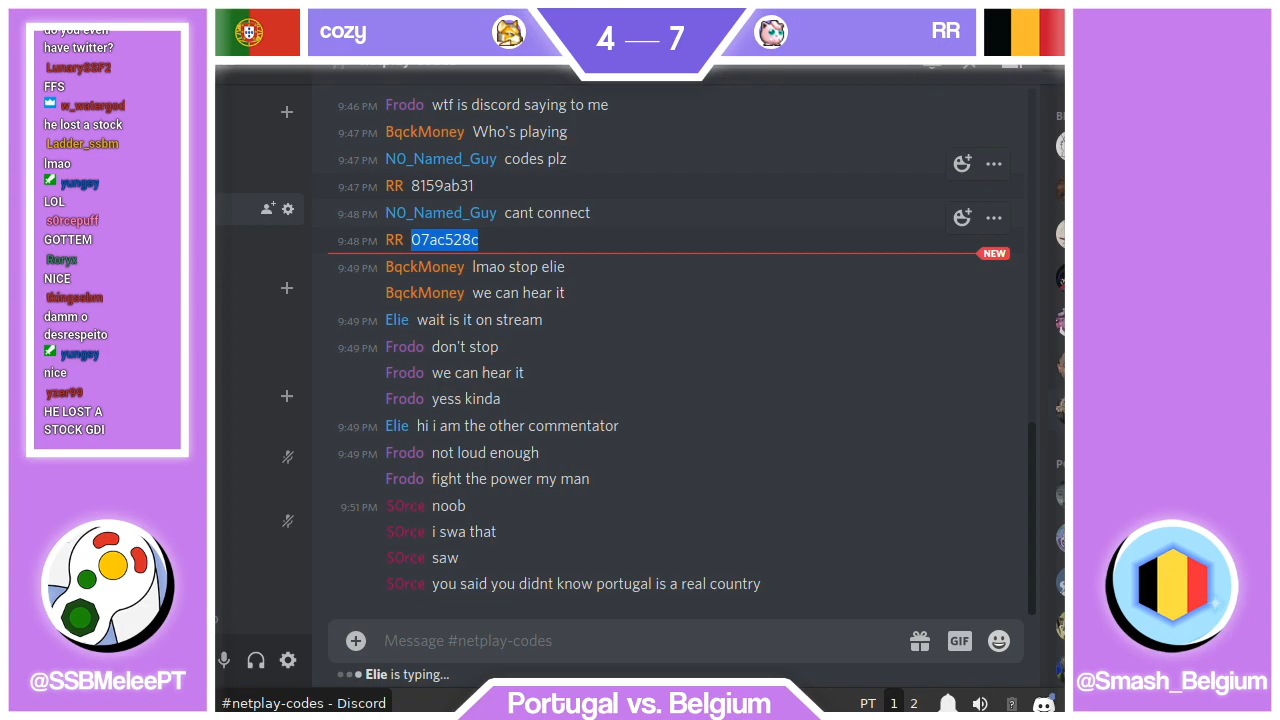 do you even
have twitter?
LunarySSF2
FFS
w_watergod
he lost a stock
Ladder_ssbm
lmao
yungsy
LOL
s0rcepuff
GOTTEM
Roryx
NICE
thingssbm
damm o
desrespeito
yungsy
nice
yzer99
HE LOST A
STOCK GDI
@SSBMeleePT
cozy
4 — 7
RR
9:46 PM Frodo wtf is discord saying to me
9:47 PM BqckMoney Who's playing
9:47 PM N0_Named_Guy codes plz
9:47 PM RR 8159ab31
9:48 PM N0_Named_Guy cant connect
9:48 PM RR 07ac528c
NEW
9:49 PM BqckMoney lmao stop elie
BqckMoney we can hear it
9:49 PM Elie wait is it on stream
9:49 PM Frodo don't stop
Frodo we can hear it
Frodo yess kinda
9:49 PM Elie hi i am the other commentator
9:49 PM Frodo not loud enough
Frodo fight the power my man
9:51 PM S0rce noob
S0rce i swa that
S0rce saw
S0rce you said you didnt know portugal is a real country
Message #netplay-codes
GIF
Elie is typing...
#netplay-codes - Discord
PT 1 2
Portugal vs. Belgium
@Smash_Belgium